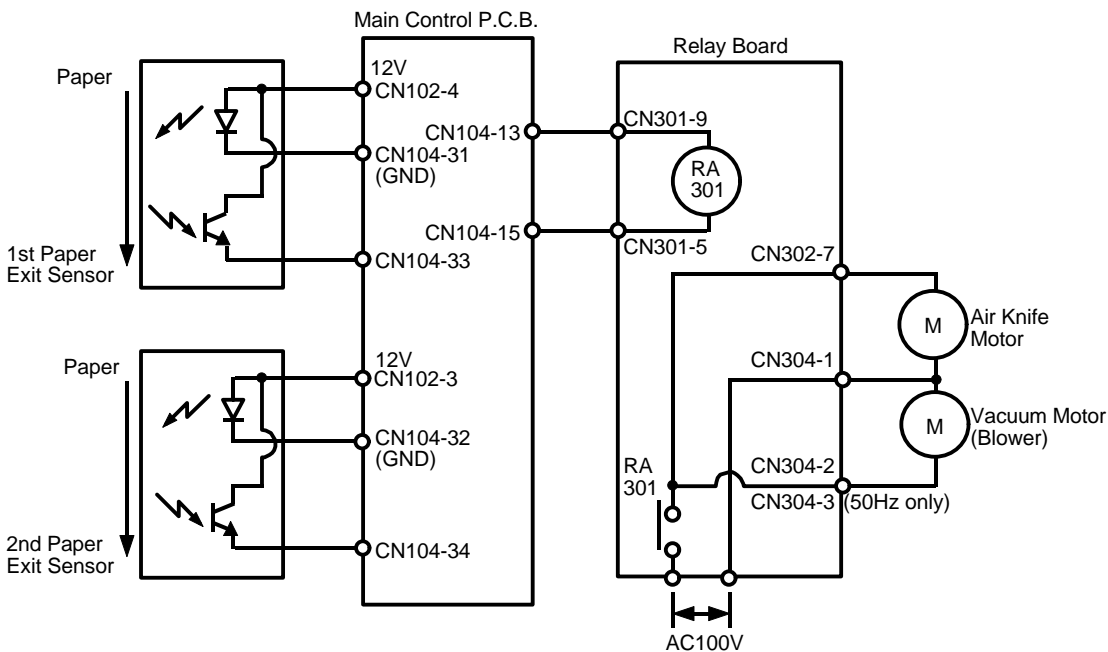 Main Control P.C.B.
Relay Board
Paper
12V
CN102-4
CN104-31
(GND)
CN104-33
1st Paper
Exit Sensor
CN104-13
CN104-15
CN301-9
RA
301
CN301-5
CN302-7
M
Air Knife
Motor
Paper
12V
CN102-3
CN104-32
(GND)
CN104-34
2nd Paper
Exit Sensor
CN304-1
M
Vacuum Motor
(Blower)
RA
301
CN304-2
CN304-3 (50Hz only)
AC100V